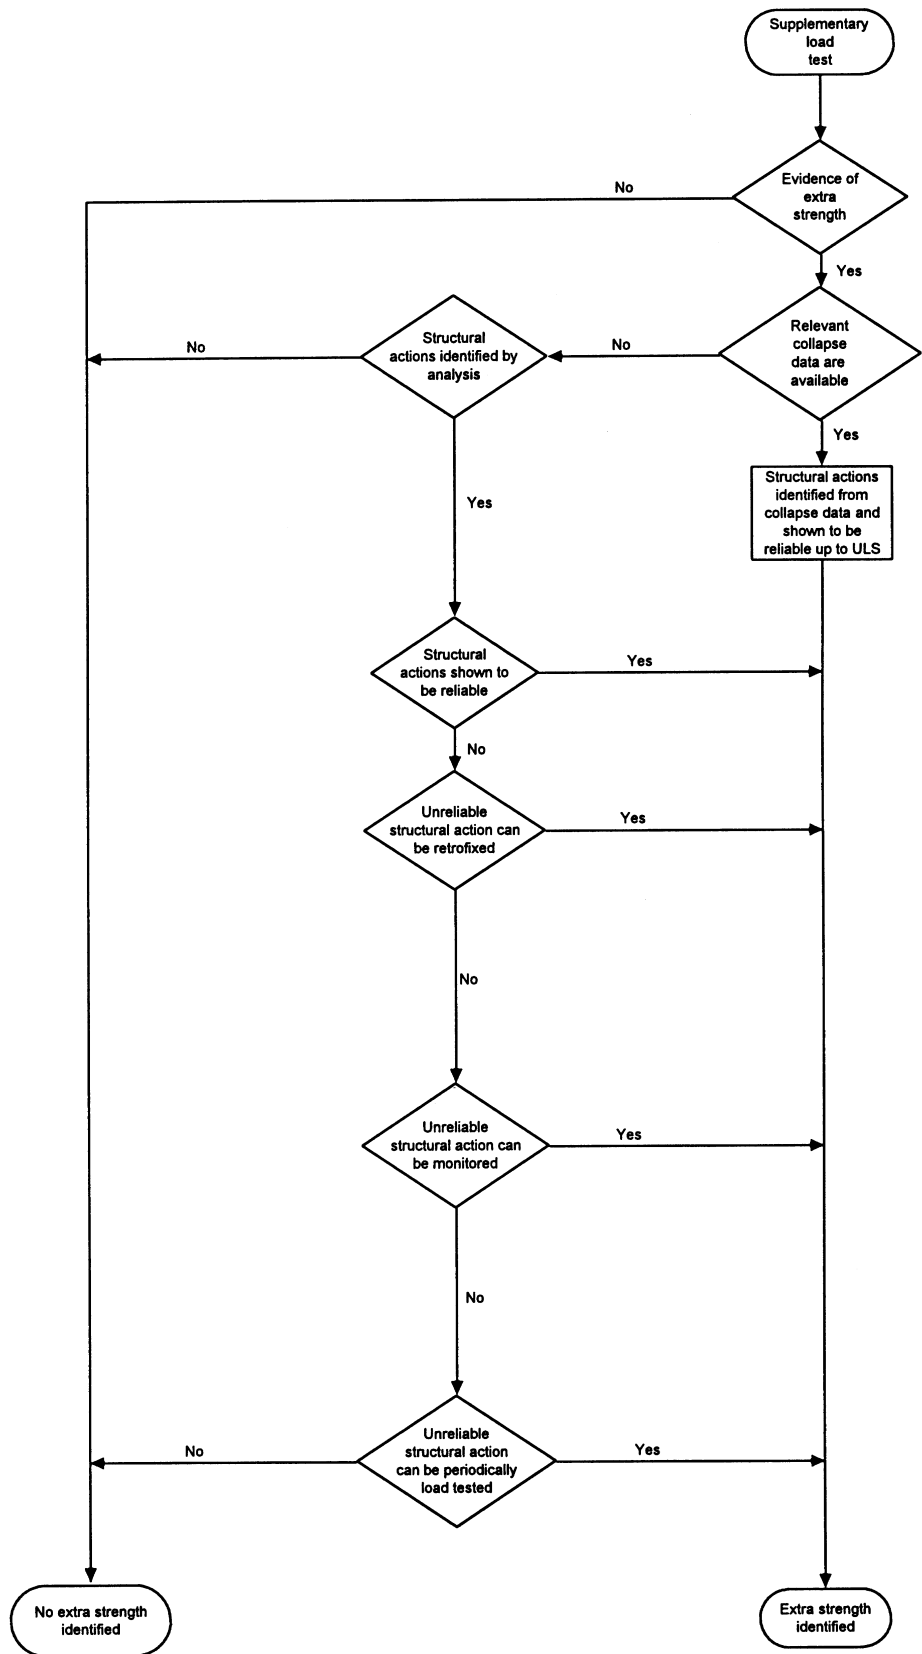 Supplementary
load
test
Evidence of
extra
strength
No
Yes
Relevant
collapse
data are
available
No
Structural
actions identified by
analysis
No
Yes
Structural actions
identified from
collapse data and
shown to be
reliable up to ULS
Yes
Structural
actions shown to
be reliable
Yes
No
Unreliable
structural action can
be retrofixed
Yes
No
Unreliable
structural action can
be monitored
Yes
No
Unreliable
structural action
can be periodically
load tested
No
Yes
No extra strength
identified
Extra strength
identified